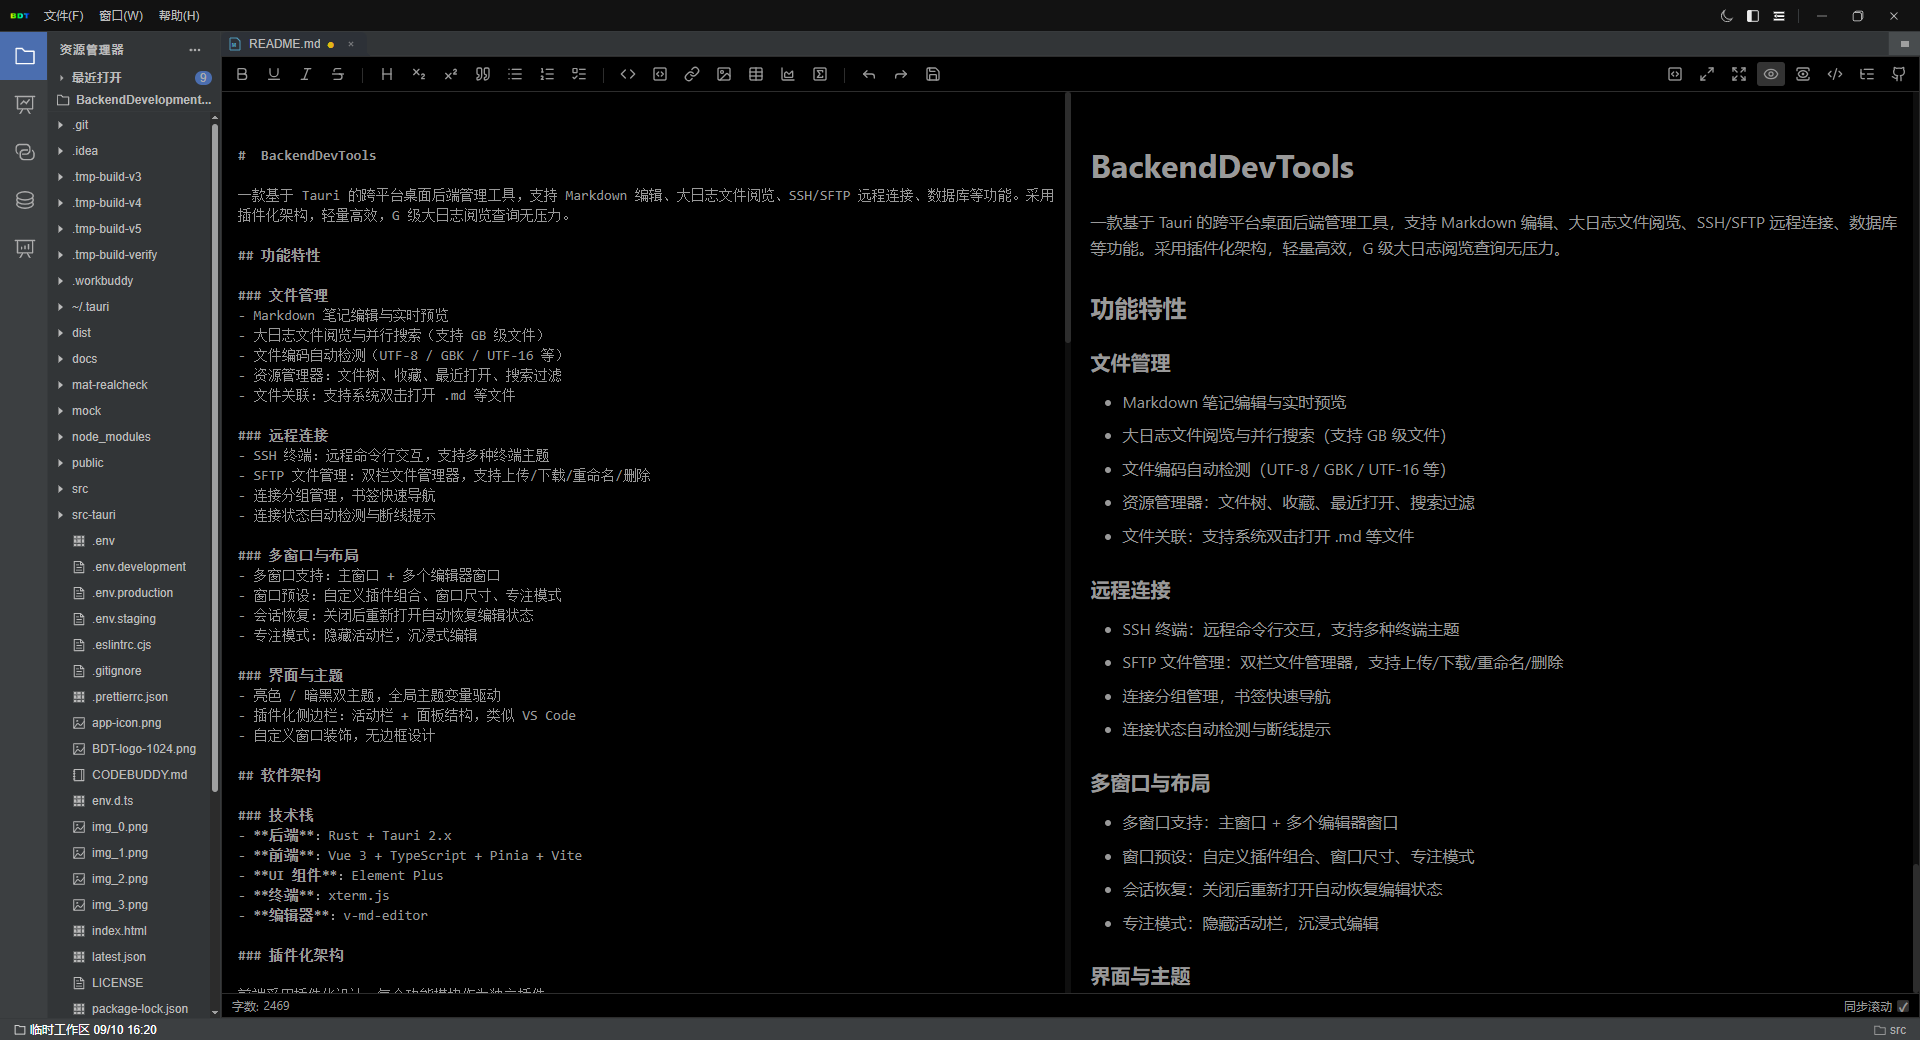 BDT 文件(F) 窗口(W) 帮助(H)
资源管理器 ...
最近打开 9
BackendDevelopment...
.git
.idea
.tmp-build-v3
.tmp-build-v4
.tmp-build-v5
.tmp-build-verify
.workbuddy
~/.tauri
dist
docs
mat-realcheck
mock
node_modules
public
src
src-tauri
.env
.env.development
.env.production
.env.staging
.eslintrc.cjs
.gitignore
.prettierrc.json
app-icon.png
BDT-logo-1024.png
CODEBUDDY.md
env.d.ts
img_0.png
img_1.png
img_2.png
img_3.png
index.html
latest.json
LICENSE
package-lock.json
README.md
# BackendDevTools
一款基于 Tauri 的跨平台桌面后端管理工具，支持 Markdown 编辑、大日志文件阅览、SSH/SFTP 远程连接、数据库等功能。采用
插件化架构，轻量高效，G 级大日志阅览查询无压力。
## 功能特性
### 文件管理
- Markdown 笔记编辑与实时预览
- 大日志文件阅览与并行搜索（支持 GB 级文件）
- 文件编码自动检测（UTF-8 / GBK / UTF-16 等）
- 资源管理器：文件树、收藏、最近打开、搜索过滤
- 文件关联：支持系统双击打开 .md 等文件
### 远程连接
- SSH 终端：远程命令行交互，支持多种终端主题
- SFTP 文件管理：双栏文件管理器，支持上传/下载/重命名/删除
- 连接分组管理，书签快速导航
- 连接状态自动检测与断线提示
### 多窗口与布局
- 多窗口支持：主窗口 + 多个编辑器窗口
- 窗口预设：自定义插件组合、窗口尺寸、专注模式
- 会话恢复：关闭后重新打开自动恢复编辑状态
- 专注模式：隐藏活动栏，沉浸式编辑
### 界面与主题
- 亮色 / 暗黑双主题，全局主题变量驱动
- 插件化侧边栏：活动栏 + 面板结构，类似 VS Code
- 自定义窗口装饰，无边框设计
## 软件架构
### 技术栈
- **后端**：Rust + Tauri 2.x
- **前端**：Vue 3 + TypeScript + Pinia + Vite
- **UI 组件**：Element Plus
- **终端**：xterm.js
- **编辑器**：v-md-editor
### 插件化架构
前端采用插件化设计，每个功能模块作为独立插件
字数: 2469
BackendDevTools
一款基于 Tauri 的跨平台桌面后端管理工具，支持 Markdown 编辑、大日志文件阅览、SSH/SFTP 远程连接、数据库
等功能。采用插件化架构，轻量高效，G 级大日志阅览查询无压力。
功能特性
文件管理
• Markdown 笔记编辑与实时预览
• 大日志文件阅览与并行搜索（支持 GB 级文件）
• 文件编码自动检测（UTF-8 / GBK / UTF-16 等）
• 资源管理器：文件树、收藏、最近打开、搜索过滤
• 文件关联：支持系统双击打开 .md 等文件
远程连接
• SSH 终端：远程命令行交互，支持多种终端主题
• SFTP 文件管理：双栏文件管理器，支持上传/下载/重命名/删除
• 连接分组管理，书签快速导航
• 连接状态自动检测与断线提示
多窗口与布局
• 多窗口支持：主窗口 + 多个编辑器窗口
• 窗口预设：自定义插件组合、窗口尺寸、专注模式
• 会话恢复：关闭后重新打开自动恢复编辑状态
• 专注模式：隐藏活动栏，沉浸式编辑
界面与主题
同步滚动
临时工作区 09/10 16:20
src